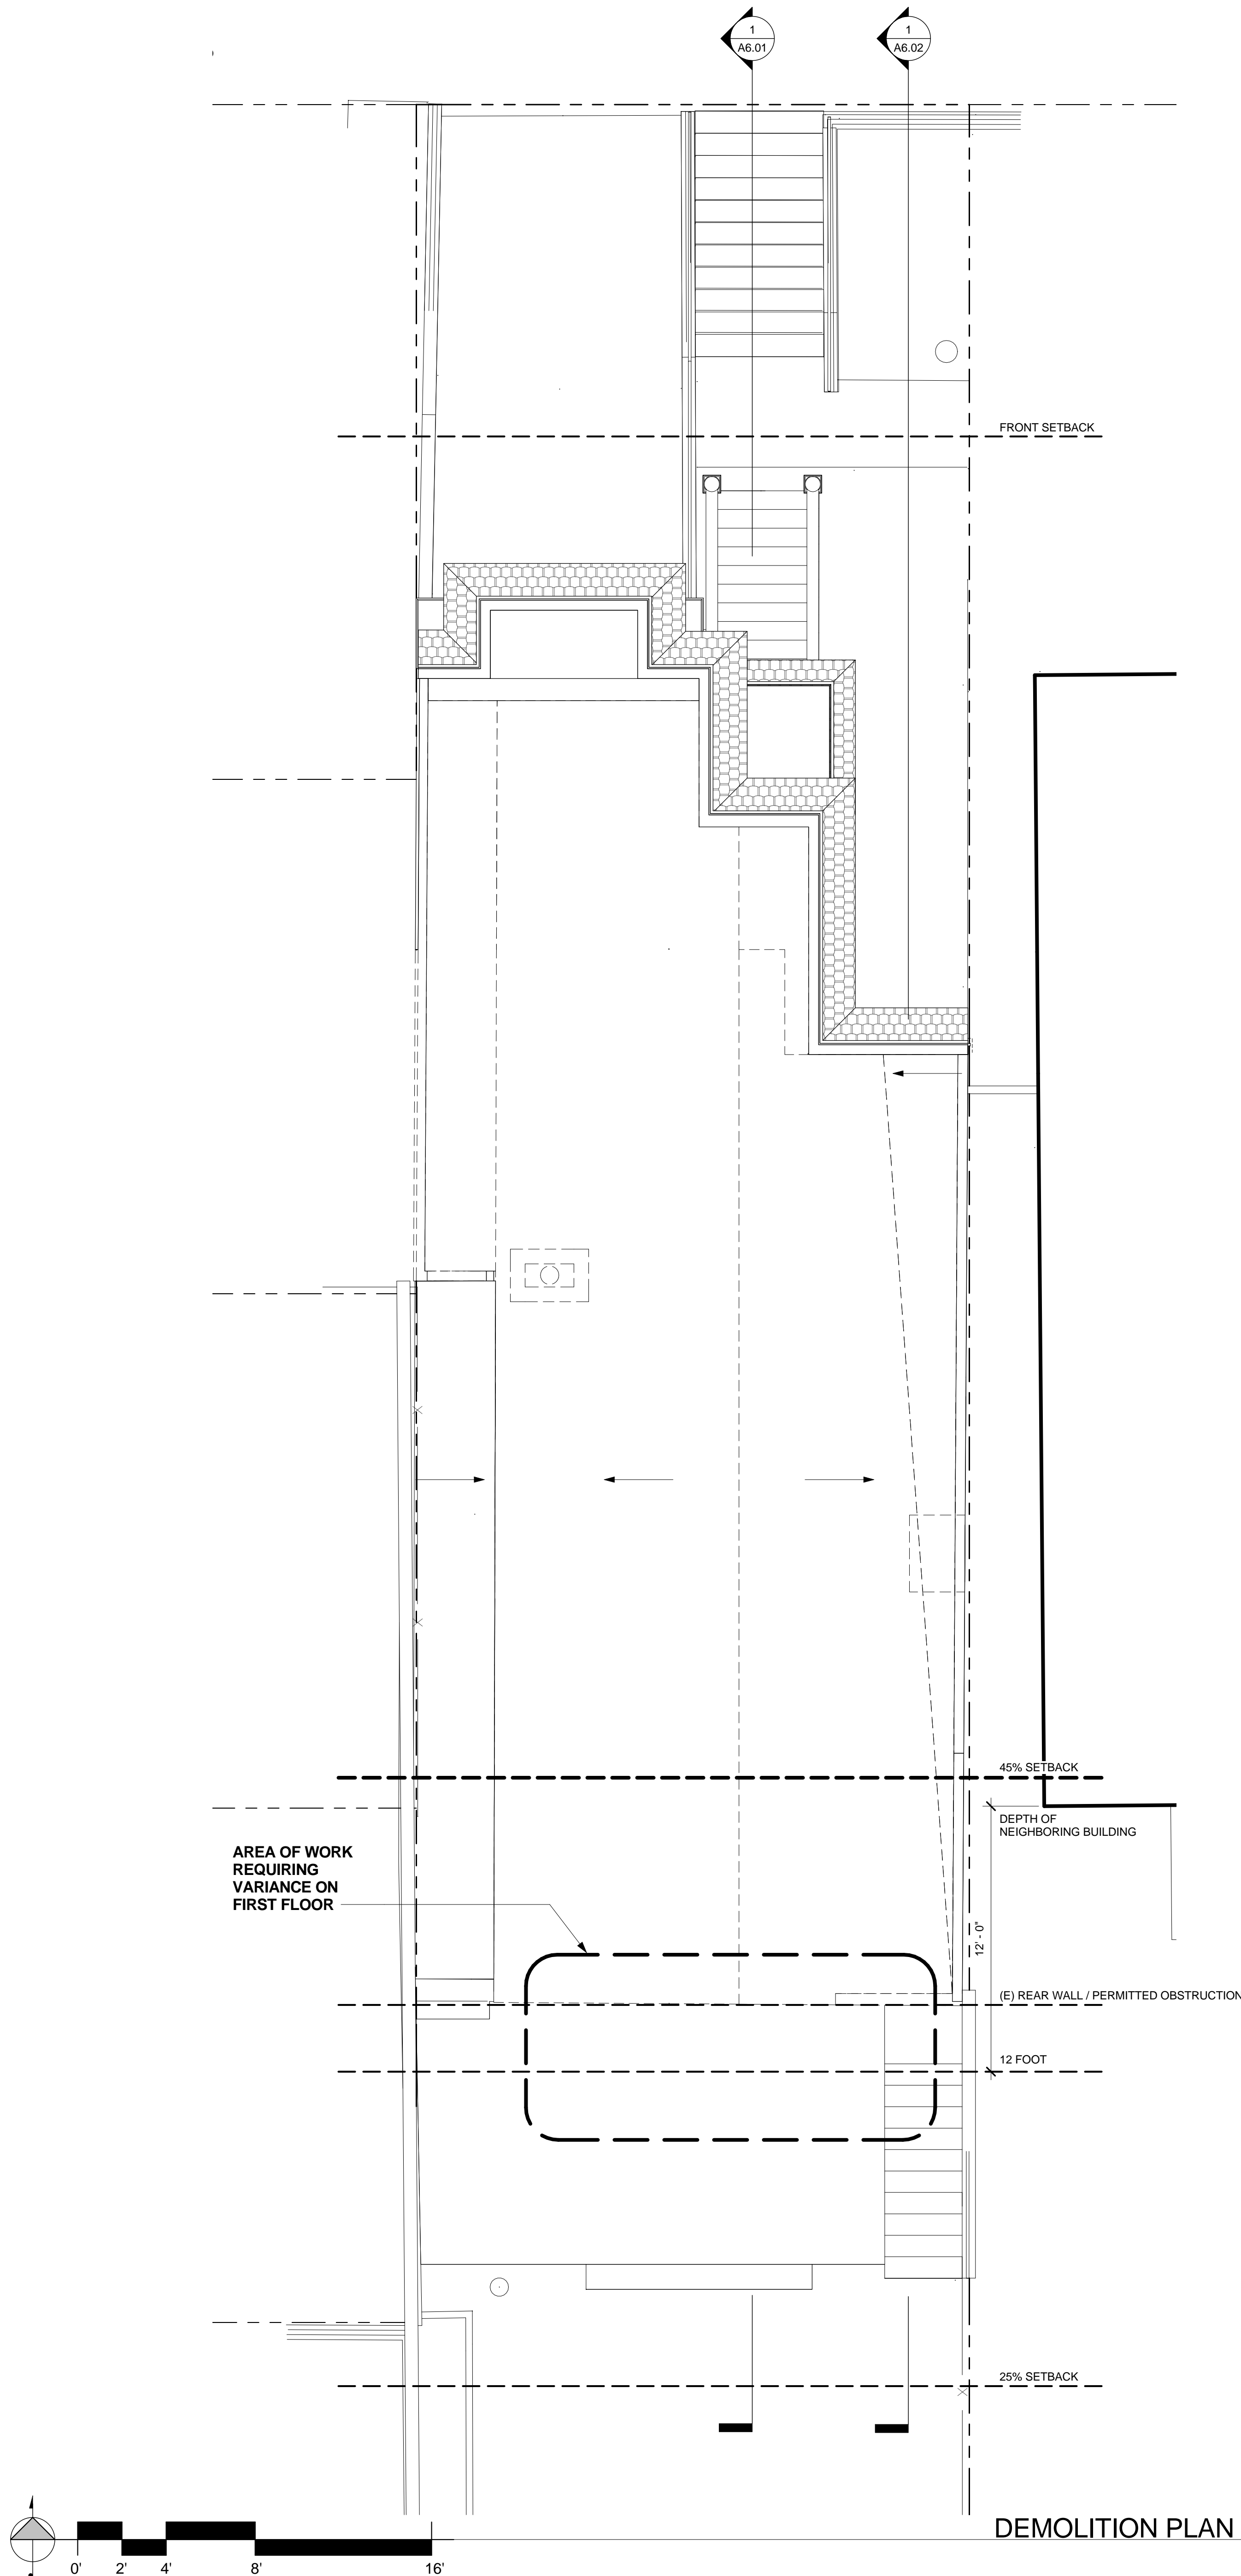 1
A6.01
1
A6.02
FRONT SETBACK
45% SETBACK
DEPTH OF
NEIGHBORING BUILDING
AREA OF WORK
REQUIRING
VARIANCE ON
FIRST FLOOR
12' - 0"
(E) REAR WALL / PERMITTED OBSTRUCTION
12 FOOT
25% SETBACK
DEMOLITION PLAN
0' 2' 4' 8' 16'